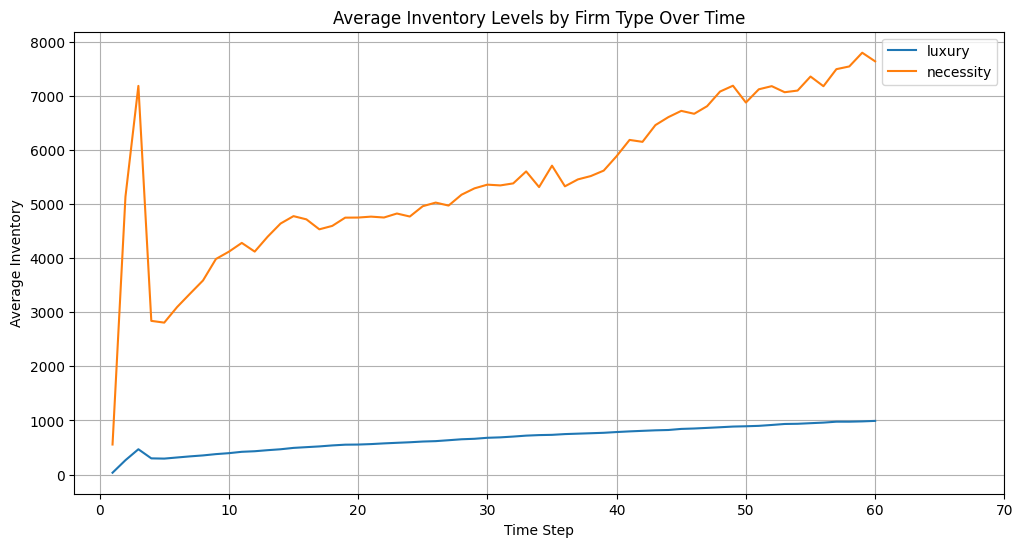 Average Inventory Levels by Firm Type Over Time
luxury
necessity
Average Inventory
8000
7000
6000
5000
4000
3000
2000
1000
0
0 10 20 30 40 50 60 70
Time Step